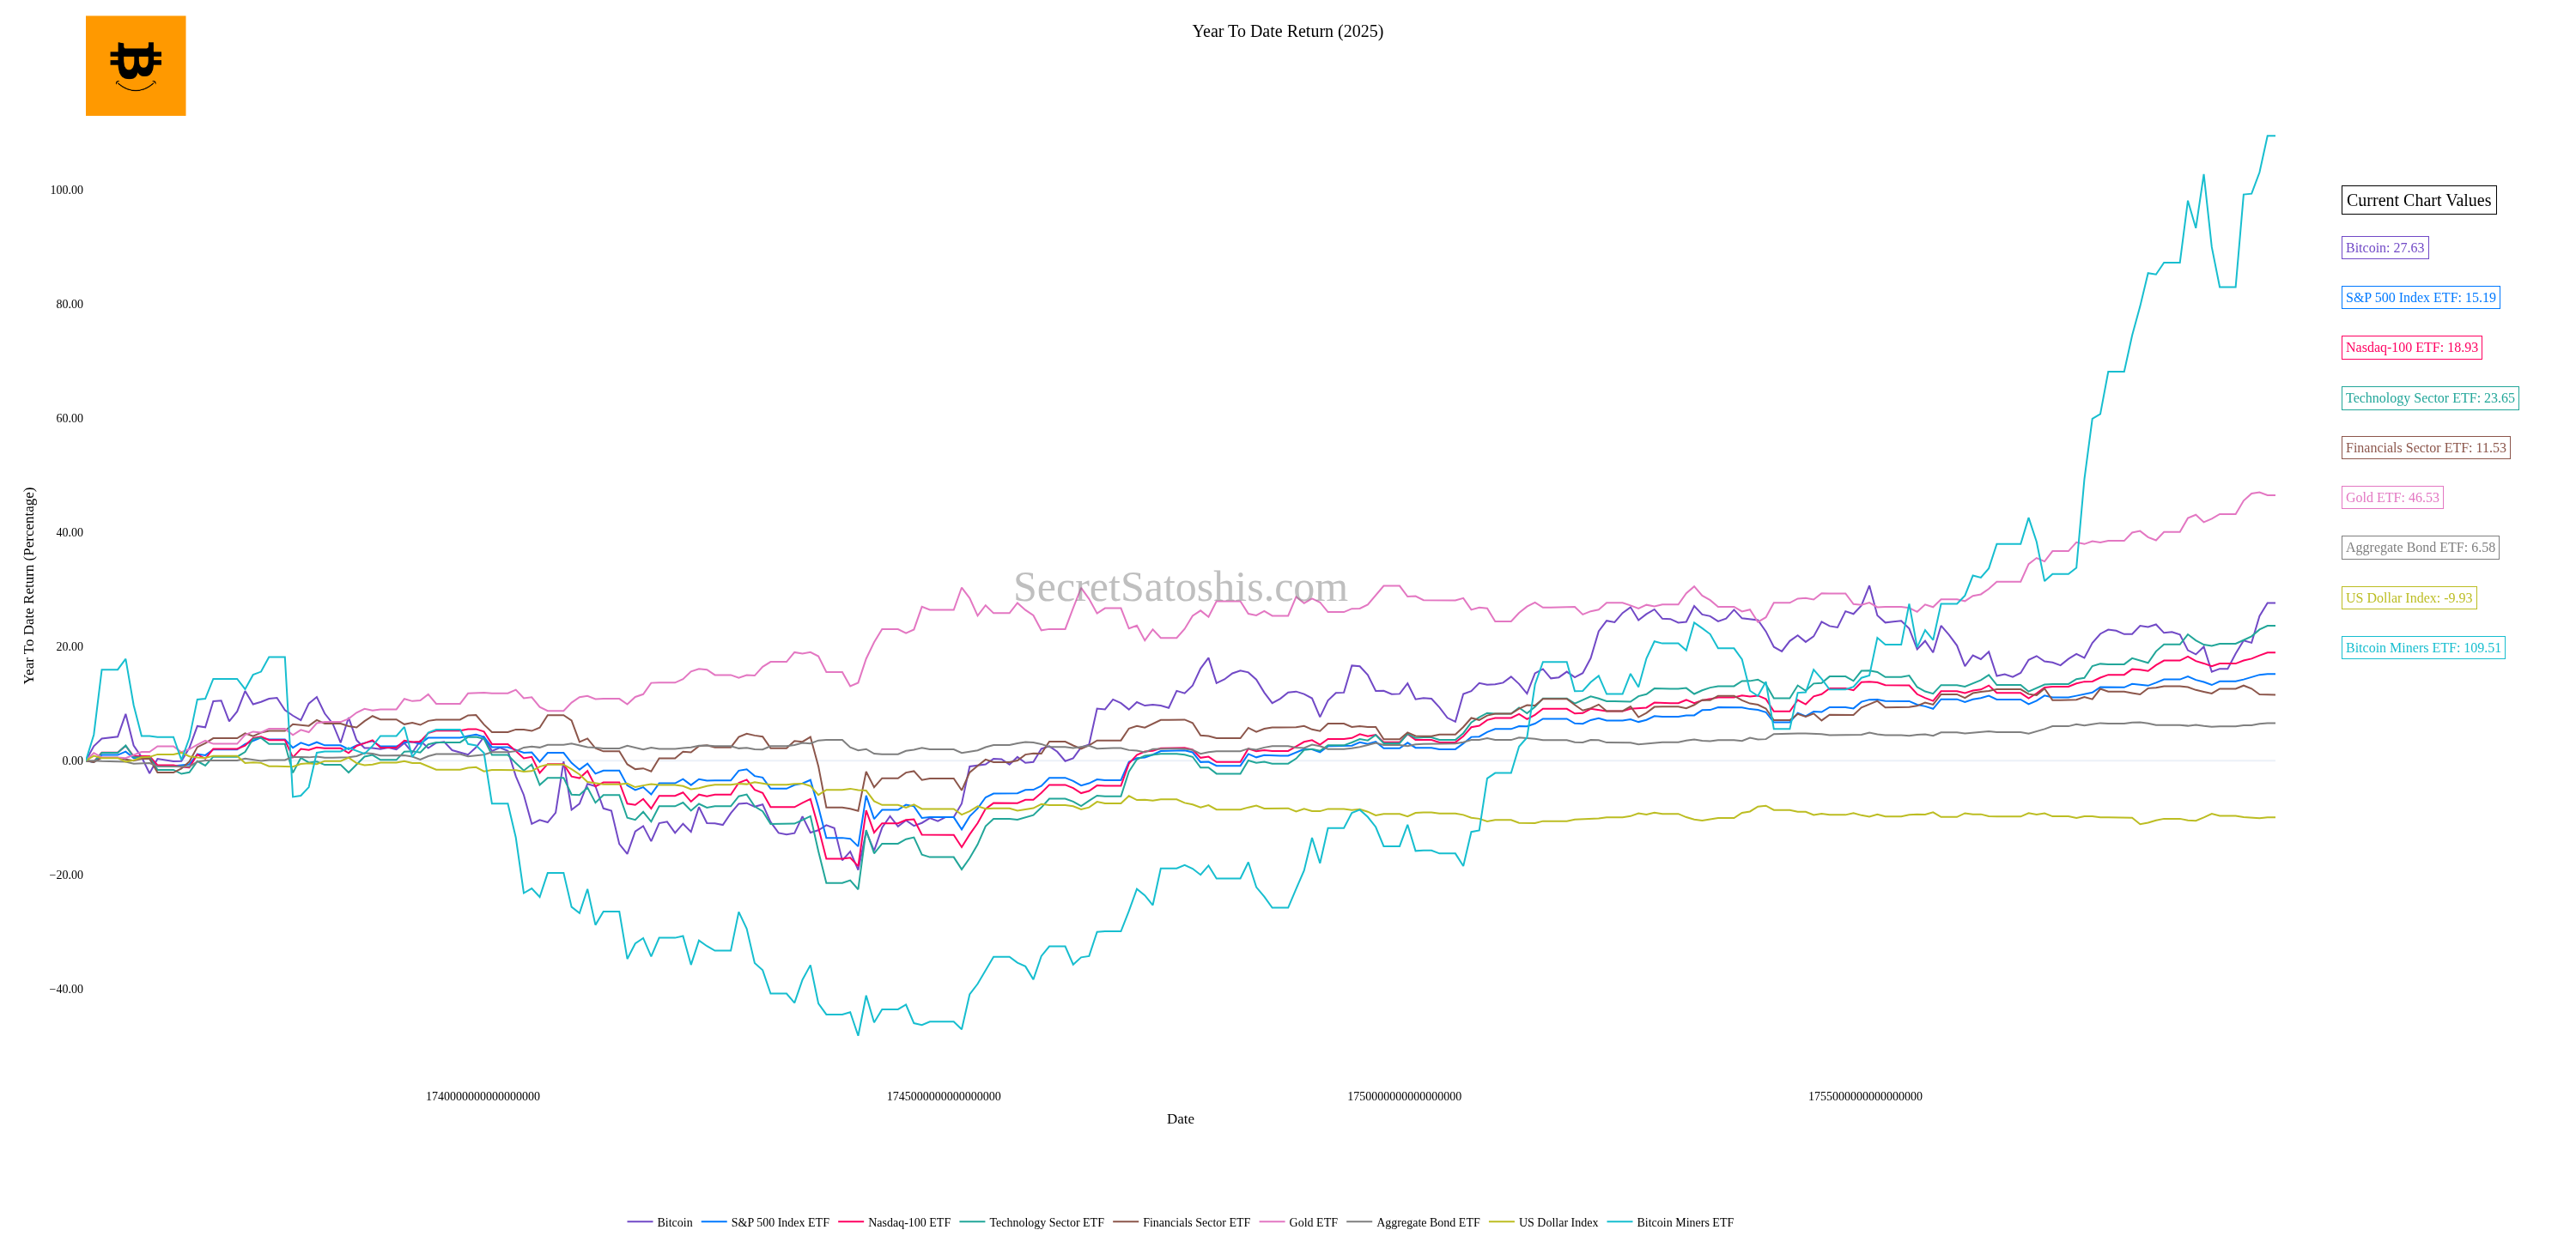 Year To Date Return (2025)
100.00
80.00
60.00
40.00
20.00
0.00
−20.00
−40.00
Year To Date Return (Percentage)
SecretSatoshis.com
Current Chart Values
Bitcoin: 27.63
S&P 500 Index ETF: 15.19
Nasdaq-100 ETF: 18.93
Technology Sector ETF: 23.65
Financials Sector ETF: 11.53
Gold ETF: 46.53
Aggregate Bond ETF: 6.58
US Dollar Index: -9.93
Bitcoin Miners ETF: 109.51
1740000000000000000 1745000000000000000 1750000000000000000 1755000000000000000
Date
Bitcoin S&P 500 Index ETF Nasdaq-100 ETF Technology Sector ETF Financials Sector ETF Gold ETF Aggregate Bond ETF US Dollar Index Bitcoin Miners ETF